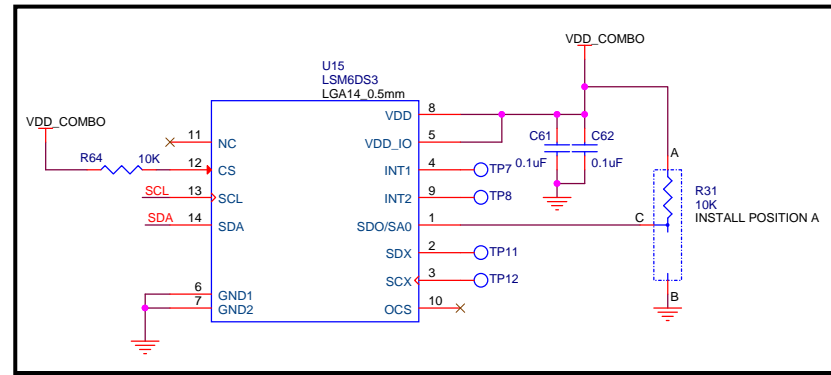 VDD_COMBO
U15
LSM6DS3
LGA14_0.5mm
VDD_COMBO
8
VDD
11
NC
5
VDD_IO
C61
C62
A
R64
10K
12
CS
4
INT1
TP7
0.1uF
0.1uF
SCL
13
SCL
9
INT2
TP8
R31
10K
INSTALL POSITION A
SDA
14
SDA
1
SDO/SA0
C
2
SDX
TP11
3
SCX
TP12
6
GND1
7
GND2
10
OCS
B